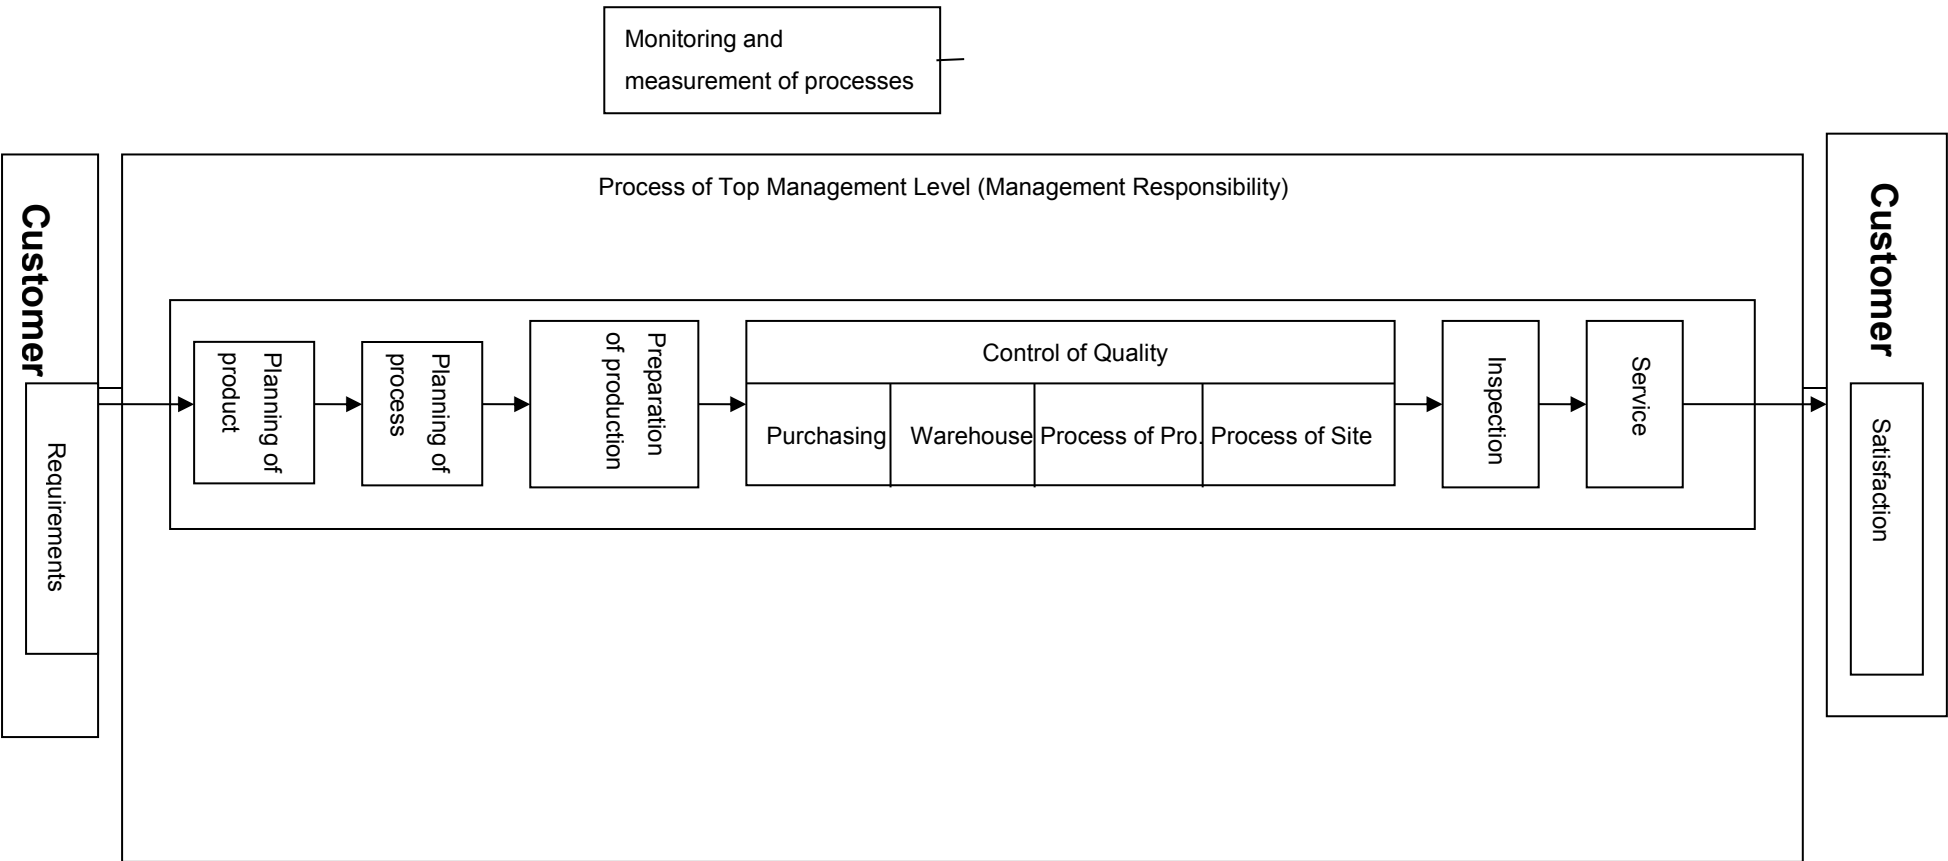 Monitoring and
measurement of processes
Process of Top Management Level (Management Responsibility)
Customer
Requirements
Planning of
product
Planning of
process
Preparation
of production
Control of Quality
Purchasing
Warehouse
Process of Pro.
Process of Site
Inspection
Service
Customer
Satisfaction